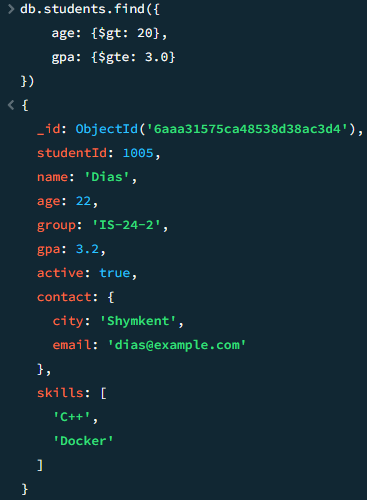 > db.students.find({
age: {$gt: 20},
gpa: {$gte: 3.0}
})
< {
_id: ObjectId('6aaa31575ca48538d38ac3d4'),
studentId: 1005,
name: 'Dias',
age: 22,
group: 'IS-24-2',
gpa: 3.2,
active: true,
contact: {
city: 'Shymkent',
email: 'dias@example.com'
},
skills: [
'C++',
'Docker'
]
}